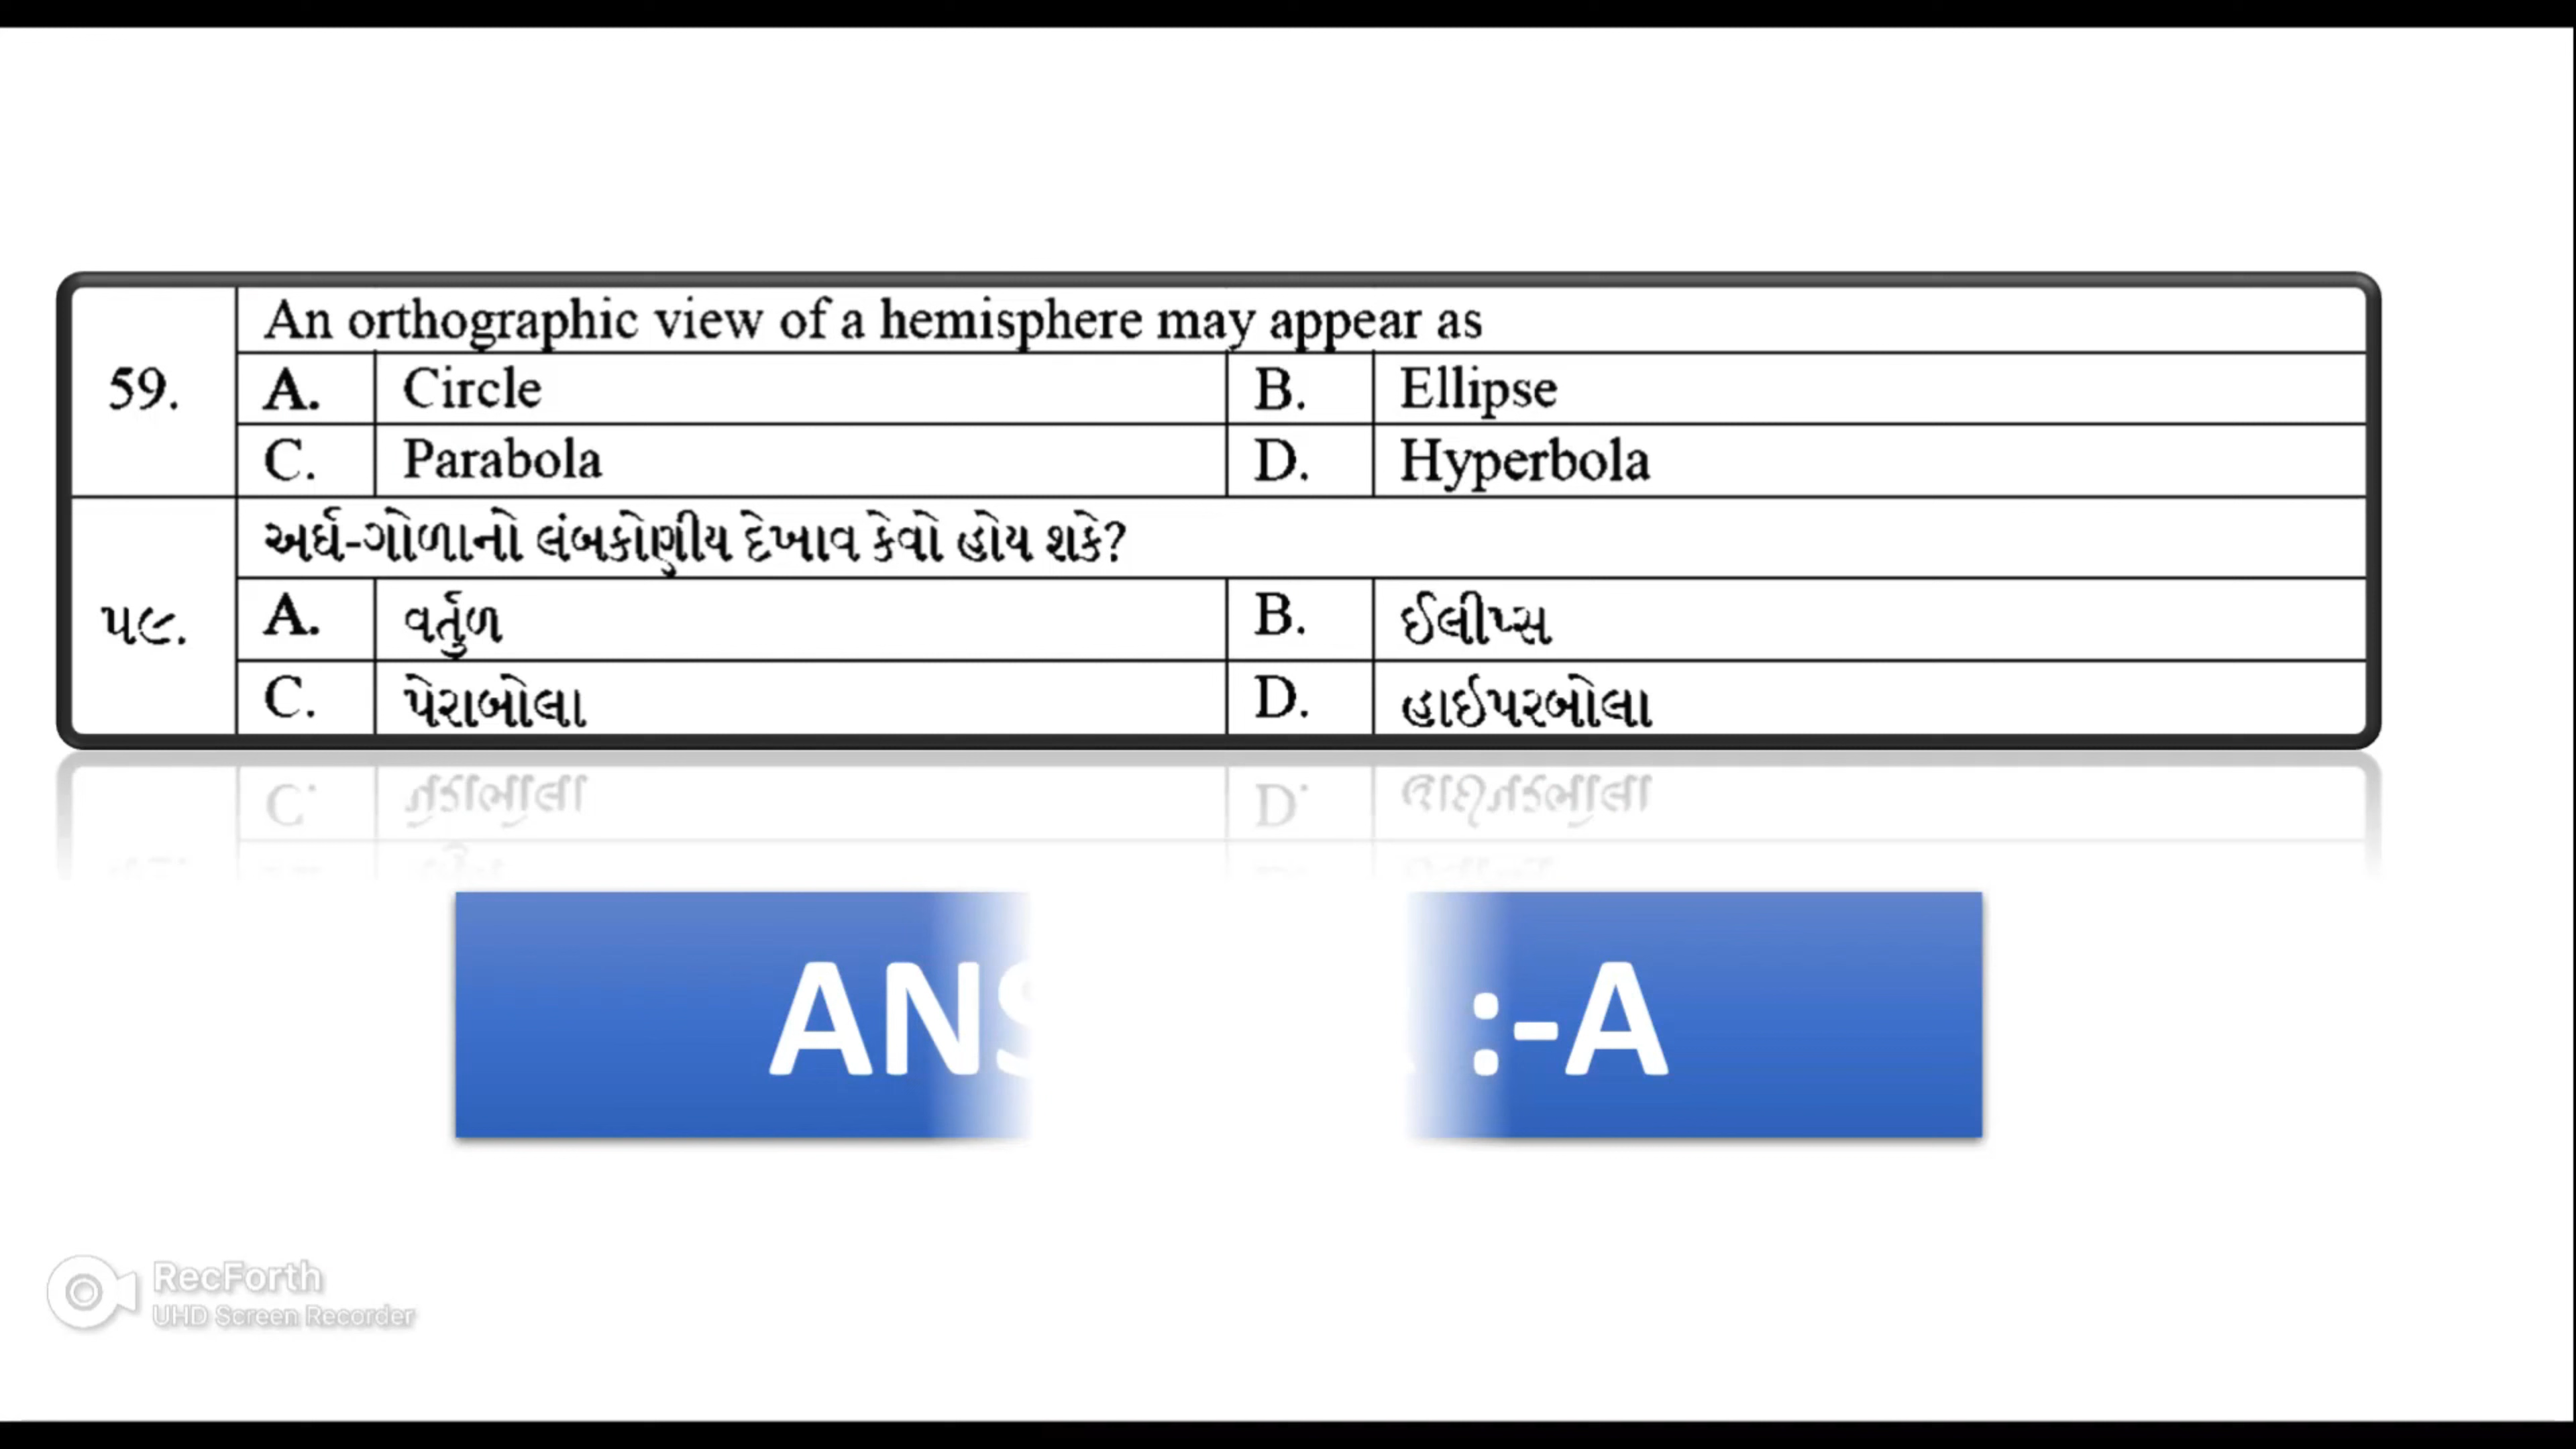 An orthographic view of a hemisphere may appear as
59. A. Circle B. Ellipse
C. Parabola D. Hyperbola
અર્ધ-ગોળાનો લંબકોણીય દેખાવ કેવો હોય શકે?
૫૯. A. વર્તુળ B. ઈલીપ્સ
C. પેરાબોલા D. હાઈપરબોલા
:-A
RecForth
UHD Screen Recorder